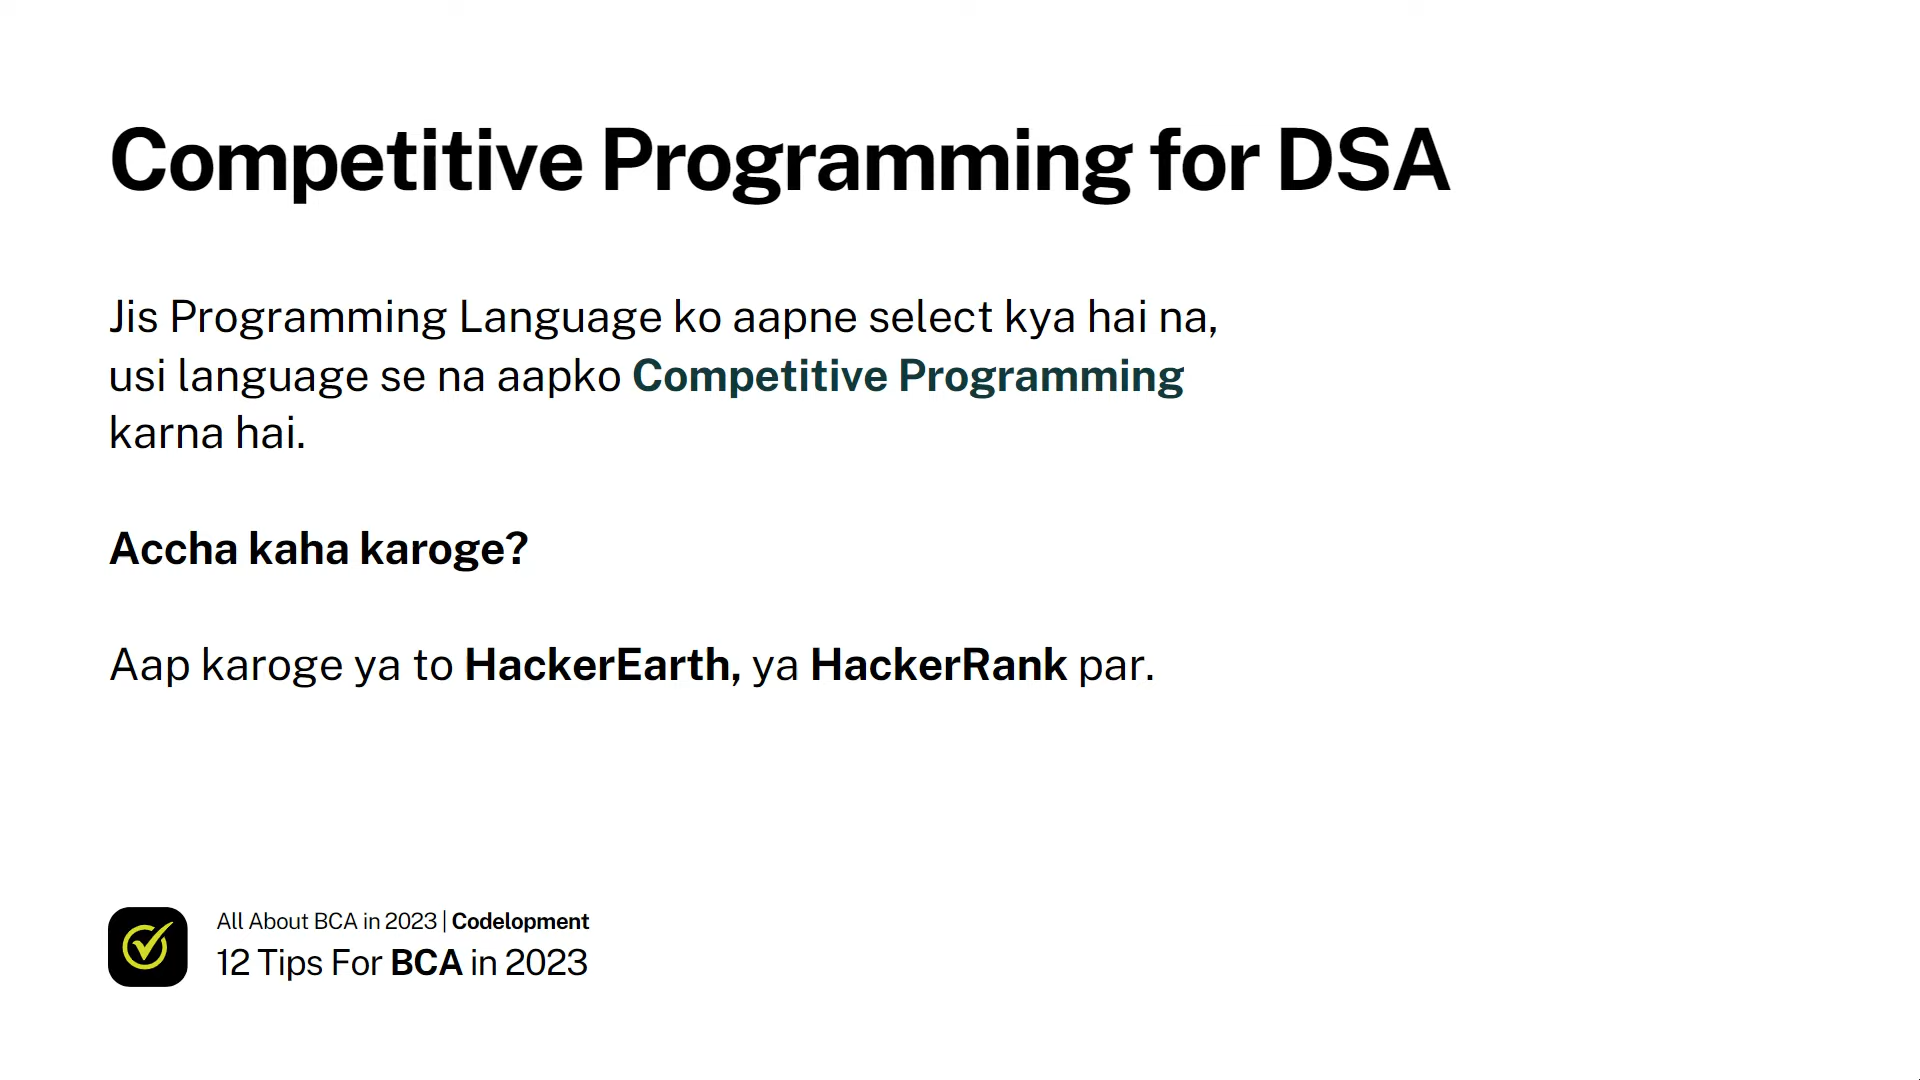 Competitive Programming for DSA
Jis Programming Language ko aapne select kya hai na,
usi language se na aapko Competitive Programming
karna hai.
Accha kaha karoge?
Aap karoge ya to HackerEarth, ya HackerRank par.
All About BCA in 2023 | Codelopment
12 Tips For BCA in 2023